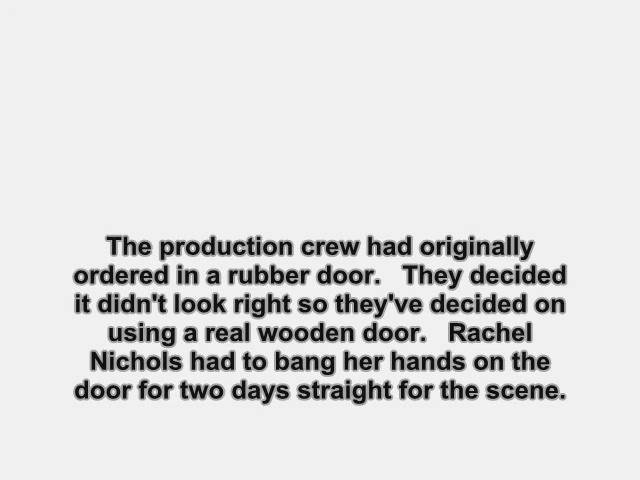 The production crew had originally
ordered in a rubber door.   They decided
it didn't look right so they've decided on
using a real wooden door.   Rachel
Nichols had to bang her hands on the
door for two days straight for the scene.